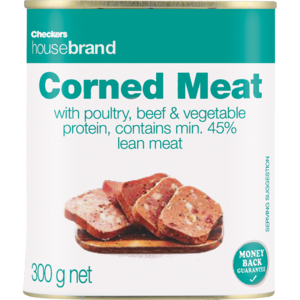 Checkers
housebrand
Corned Meat
with poultry, beef & vegetable
protein, contains min. 45%
lean meat
SERVING SUGGESTION
MONEY
BACK
GUARANTEE
300 g net